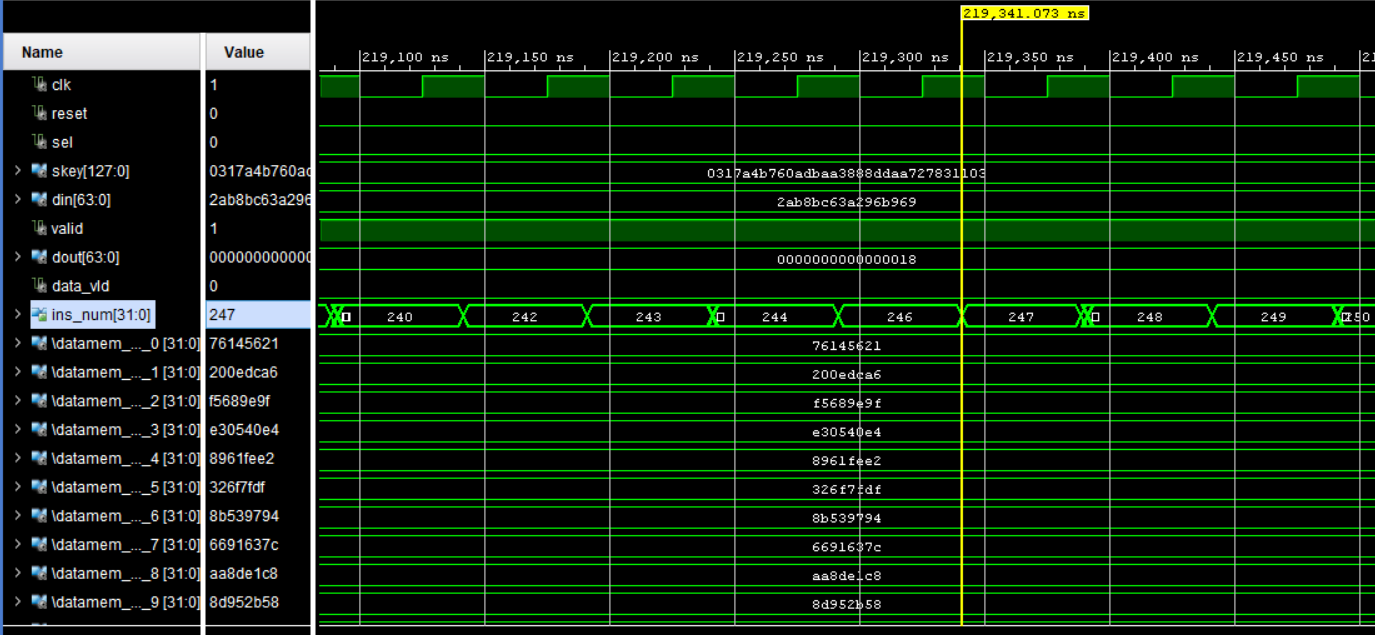 219,341.073 ns
Name Value
219,100 ns 219,150 ns 219,200 ns 219,250 ns 219,300 ns 219,350 ns 219,400 ns 219,450 ns
clk 1
reset 0
sel 0
skey[127:0] 0317a4b760ad 0317a4b760adbaa3888ddaa727831103
din[63:0] 2ab8bc63a296 2ab8bc63a296b969
valid 1
dout[63:0] 000000000000 0000000000000018
data_vld 0
ins_num[31:0] 247 240 242 243 244 246 247 248 249 250
\datamem_..._0 [31:0] 76145621 76145621
\datamem_..._1 [31:0] 200edca6 200edca6
\datamem_..._2 [31:0] f5689e9f f5689e9f
\datamem_..._3 [31:0] e30540e4 e30540e4
\datamem_..._4 [31:0] 8961fee2 8961fee2
\datamem_..._5 [31:0] 326f7fdf 326f7fdf
\datamem_..._6 [31:0] 8b539794 8b539794
\datamem_..._7 [31:0] 6691637c 6691637c
\datamem_..._8 [31:0] aa8de1c8 aa8de1c8
\datamem_..._9 [31:0] 8d952b58 8d952b58